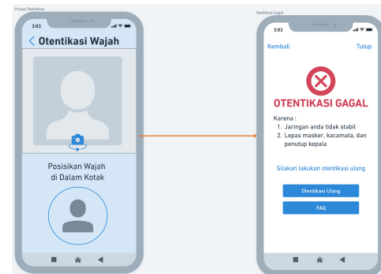 Proses Otentikasi
3:03
Otentikasi Wajah
Posisikan Wajah
di Dalam Kotak
Notifikasi Gagal
3:03
Kembali
Tutup
OTENTIKASI GAGAL
Karena :
1. Jaringan anda tidak stabil
2. Lepas masker, kacamata, dan
penutup kepala
Silakan lakukan otentikasi ulang
Otentikasi Ulang
FAQ